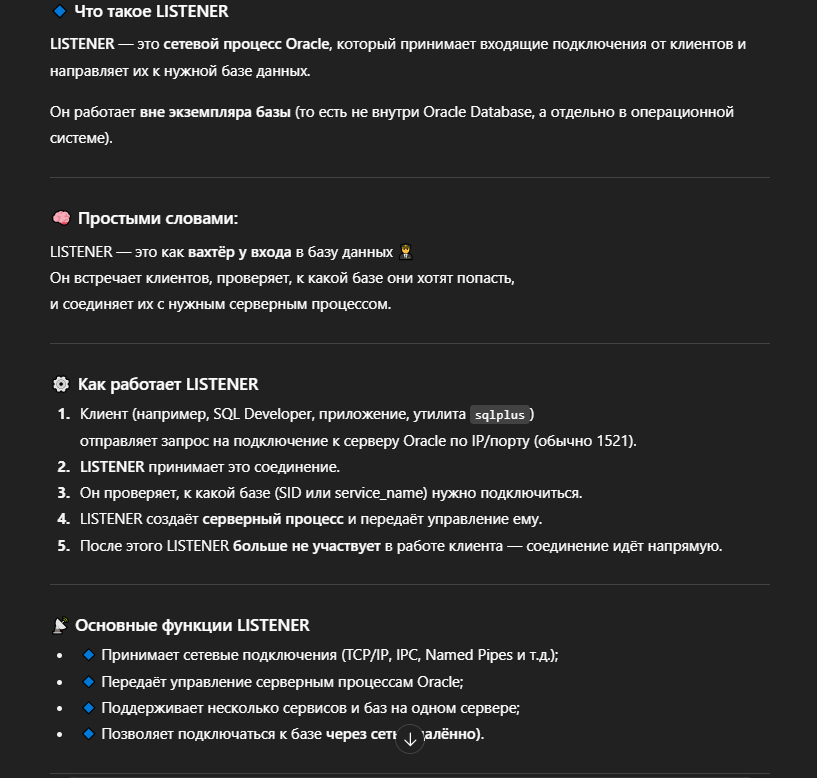 Что такое LISTENER
LISTENER — это сетевой процесс Oracle, который принимает входящие подключения от клиентов и
направляет их к нужной базе данных.
Он работает вне экземпляра базы (то есть не внутри Oracle Database, а отдельно в операционной
системе).
Простыми словами:
LISTENER — это как вахтёр у входа в базу данных
Он встречает клиентов, проверяет, к какой базе они хотят попасть,
и соединяет их с нужным серверным процессом.
Как работает LISTENER
1. Клиент (например, SQL Developer, приложение, утилита sqlplus)
отправляет запрос на подключение к серверу Oracle по IP/порту (обычно 1521).
2. LISTENER принимает это соединение.
3. Он проверяет, к какой базе (SID или service_name) нужно подключиться.
4. LISTENER создаёт серверный процесс и передаёт управление ему.
5. После этого LISTENER больше не участвует в работе клиента — соединение идёт напрямую.
Основные функции LISTENER
• Принимает сетевые подключения (TCP/IP, IPC, Named Pipes и т.д.);
• Передаёт управление серверным процессам Oracle;
• Поддерживает несколько сервисов и баз на одном сервере;
• Позволяет подключаться к базе через